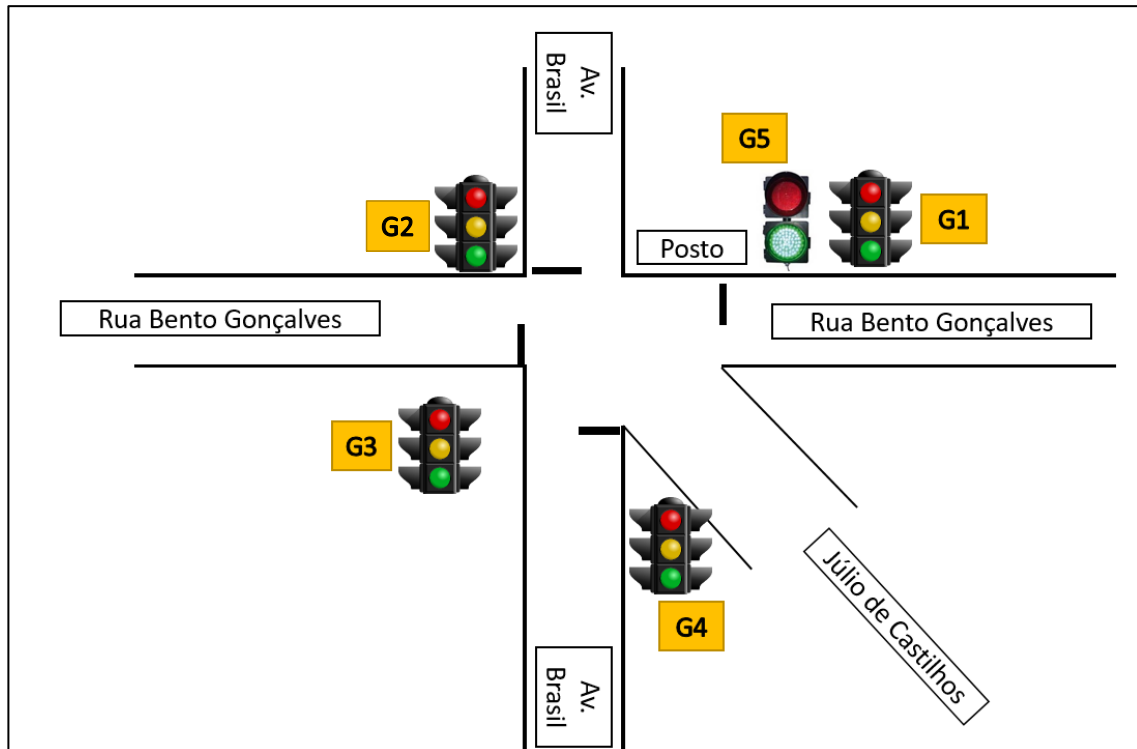 Av.
Brasil
G5
G2
G1
Posto
Rua Bento Gonçalves
Rua Bento Gonçalves
G3
G4
Júlio de Castilhos
Av.
Brasil